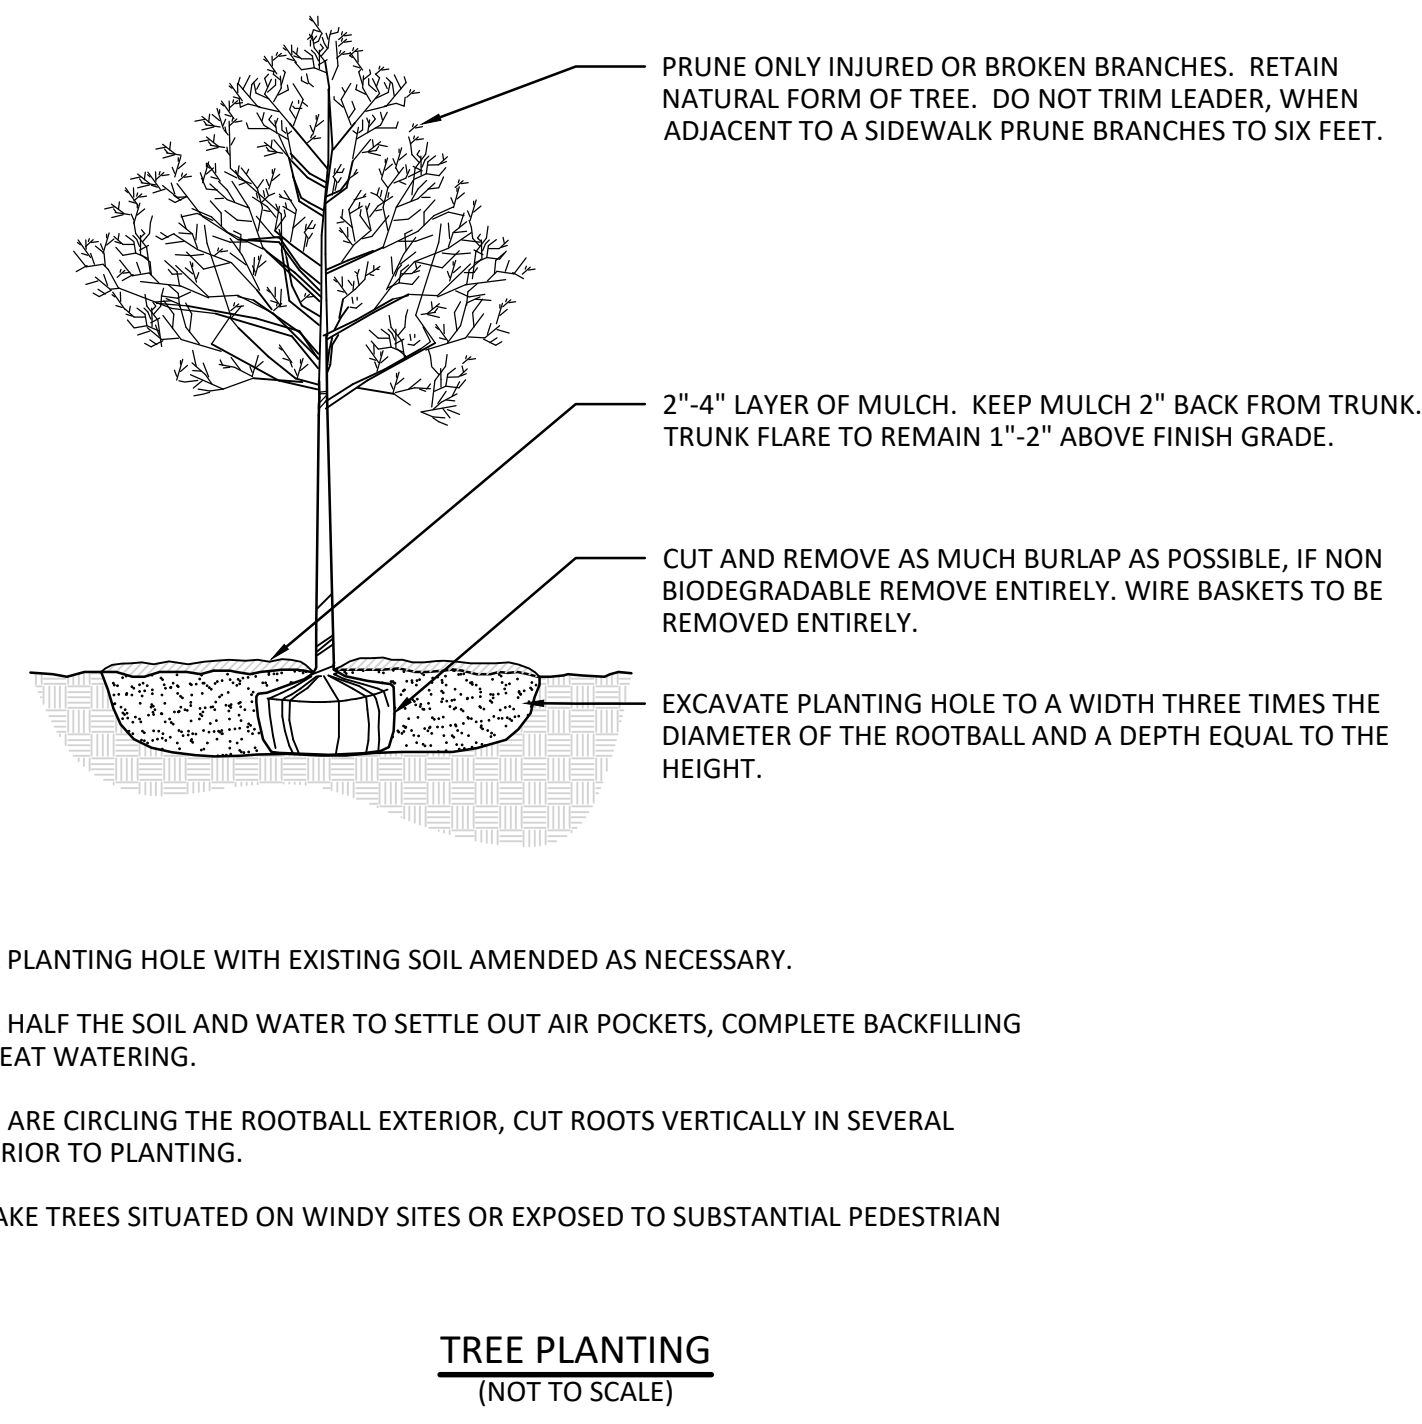 PRUNE ONLY INJURED OR BROKEN BRANCHES. RETAIN
NATURAL FORM OF TREE. DO NOT TRIM LEADER, WHEN
ADJACENT TO A SIDEWALK PRUNE BRANCHES TO SIX FEET.
2"-4" LAYER OF MULCH. KEEP MULCH 2" BACK FROM TRUNK.
TRUNK FLARE TO REMAIN 1"-2" ABOVE FINISH GRADE.
CUT AND REMOVE AS MUCH BURLAP AS POSSIBLE, IF NON
BIODEGRADABLE REMOVE ENTIRELY. WIRE BASKETS TO BE
REMOVED ENTIRELY.
EXCAVATE PLANTING HOLE TO A WIDTH THREE TIMES THE
DIAMETER OF THE ROOTBALL AND A DEPTH EQUAL TO THE
HEIGHT.
PLANTING HOLE WITH EXISTING SOIL AMENDED AS NECESSARY.
HALF THE SOIL AND WATER TO SETTLE OUT AIR POCKETS, COMPLETE BACKFILLING
EAT WATERING.
ARE CIRCLING THE ROOTBALL EXTERIOR, CUT ROOTS VERTICALLY IN SEVERAL
RIOR TO PLANTING.
AKE TREES SITUATED ON WINDY SITES OR EXPOSED TO SUBSTANTIAL PEDESTRIAN
TREE PLANTING
(NOT TO SCALE)